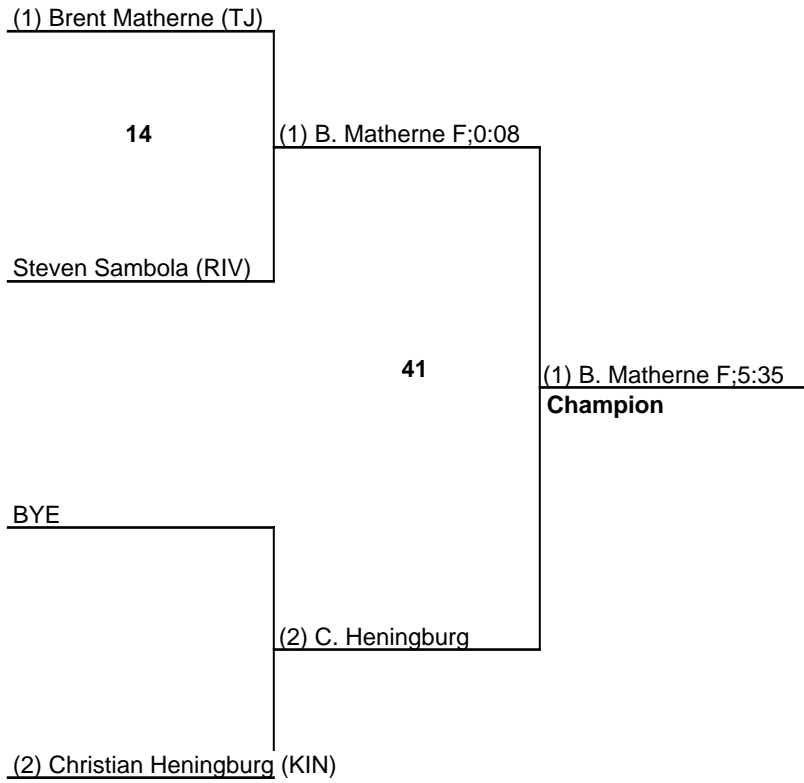 (1) Brent Matherne (TJ)
14
(1) B. Matherne F;0:08
Steven Sambola (RIV)
41
(1) B. Matherne F;5:35
Champion
BYE
(2) C. Heningburg
(2) Christian Heningburg (KIN)